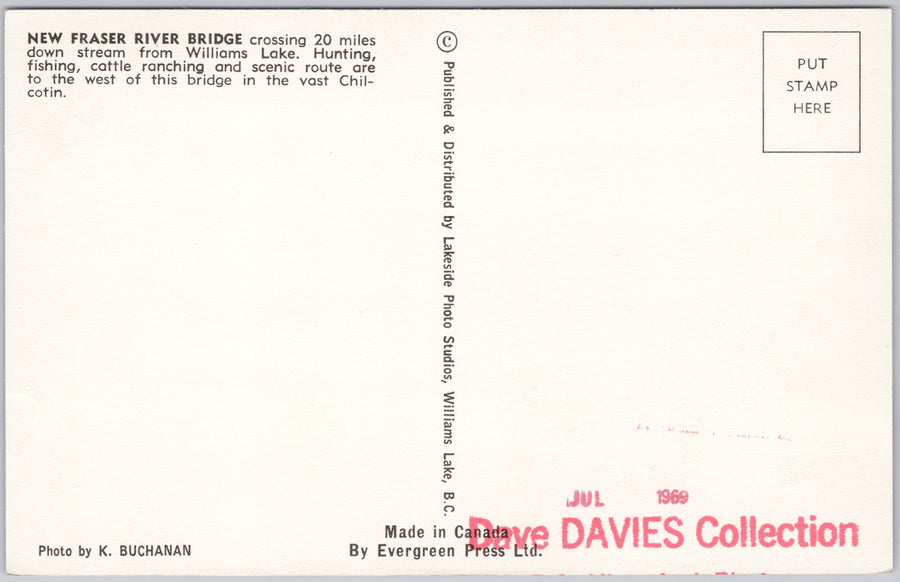 NEW FRASER RIVER BRIDGE crossing 20 miles
down stream from Williams Lake. Hunting,
fishing, cattle ranching and scenic route are
to the west of this bridge in the vast Chil-
cotin.
© Published & Distributed by Lakeside Photo Studios, Williams Lake, B.C.
PUT
STAMP
HERE
JUL 1969
Dave DAVIES Collection
Photo by K. BUCHANAN
Made in Canada
By Evergreen Press Ltd.